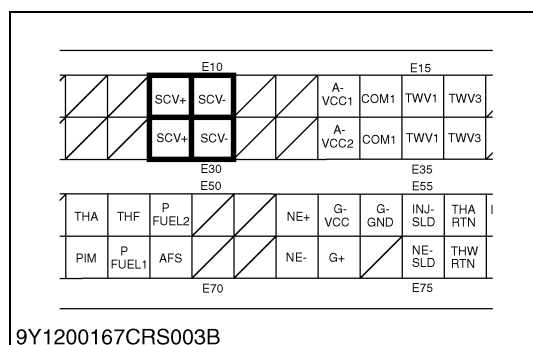 E10 E15
SCV+ SCV- A-VCC1 COM1 TWV1 TWV3
SCV+ SCV- A-VCC2 COM1 TWV1 TWV3
E30 E35
E50 E55
THA THF P FUEL2 NE+ G-VCC G-GND INJ-SLD THA RTN
PIM P FUEL1 AFS NE- G+ NE-SLD THW RTN
E70 E75
9Y1200167CRS003B